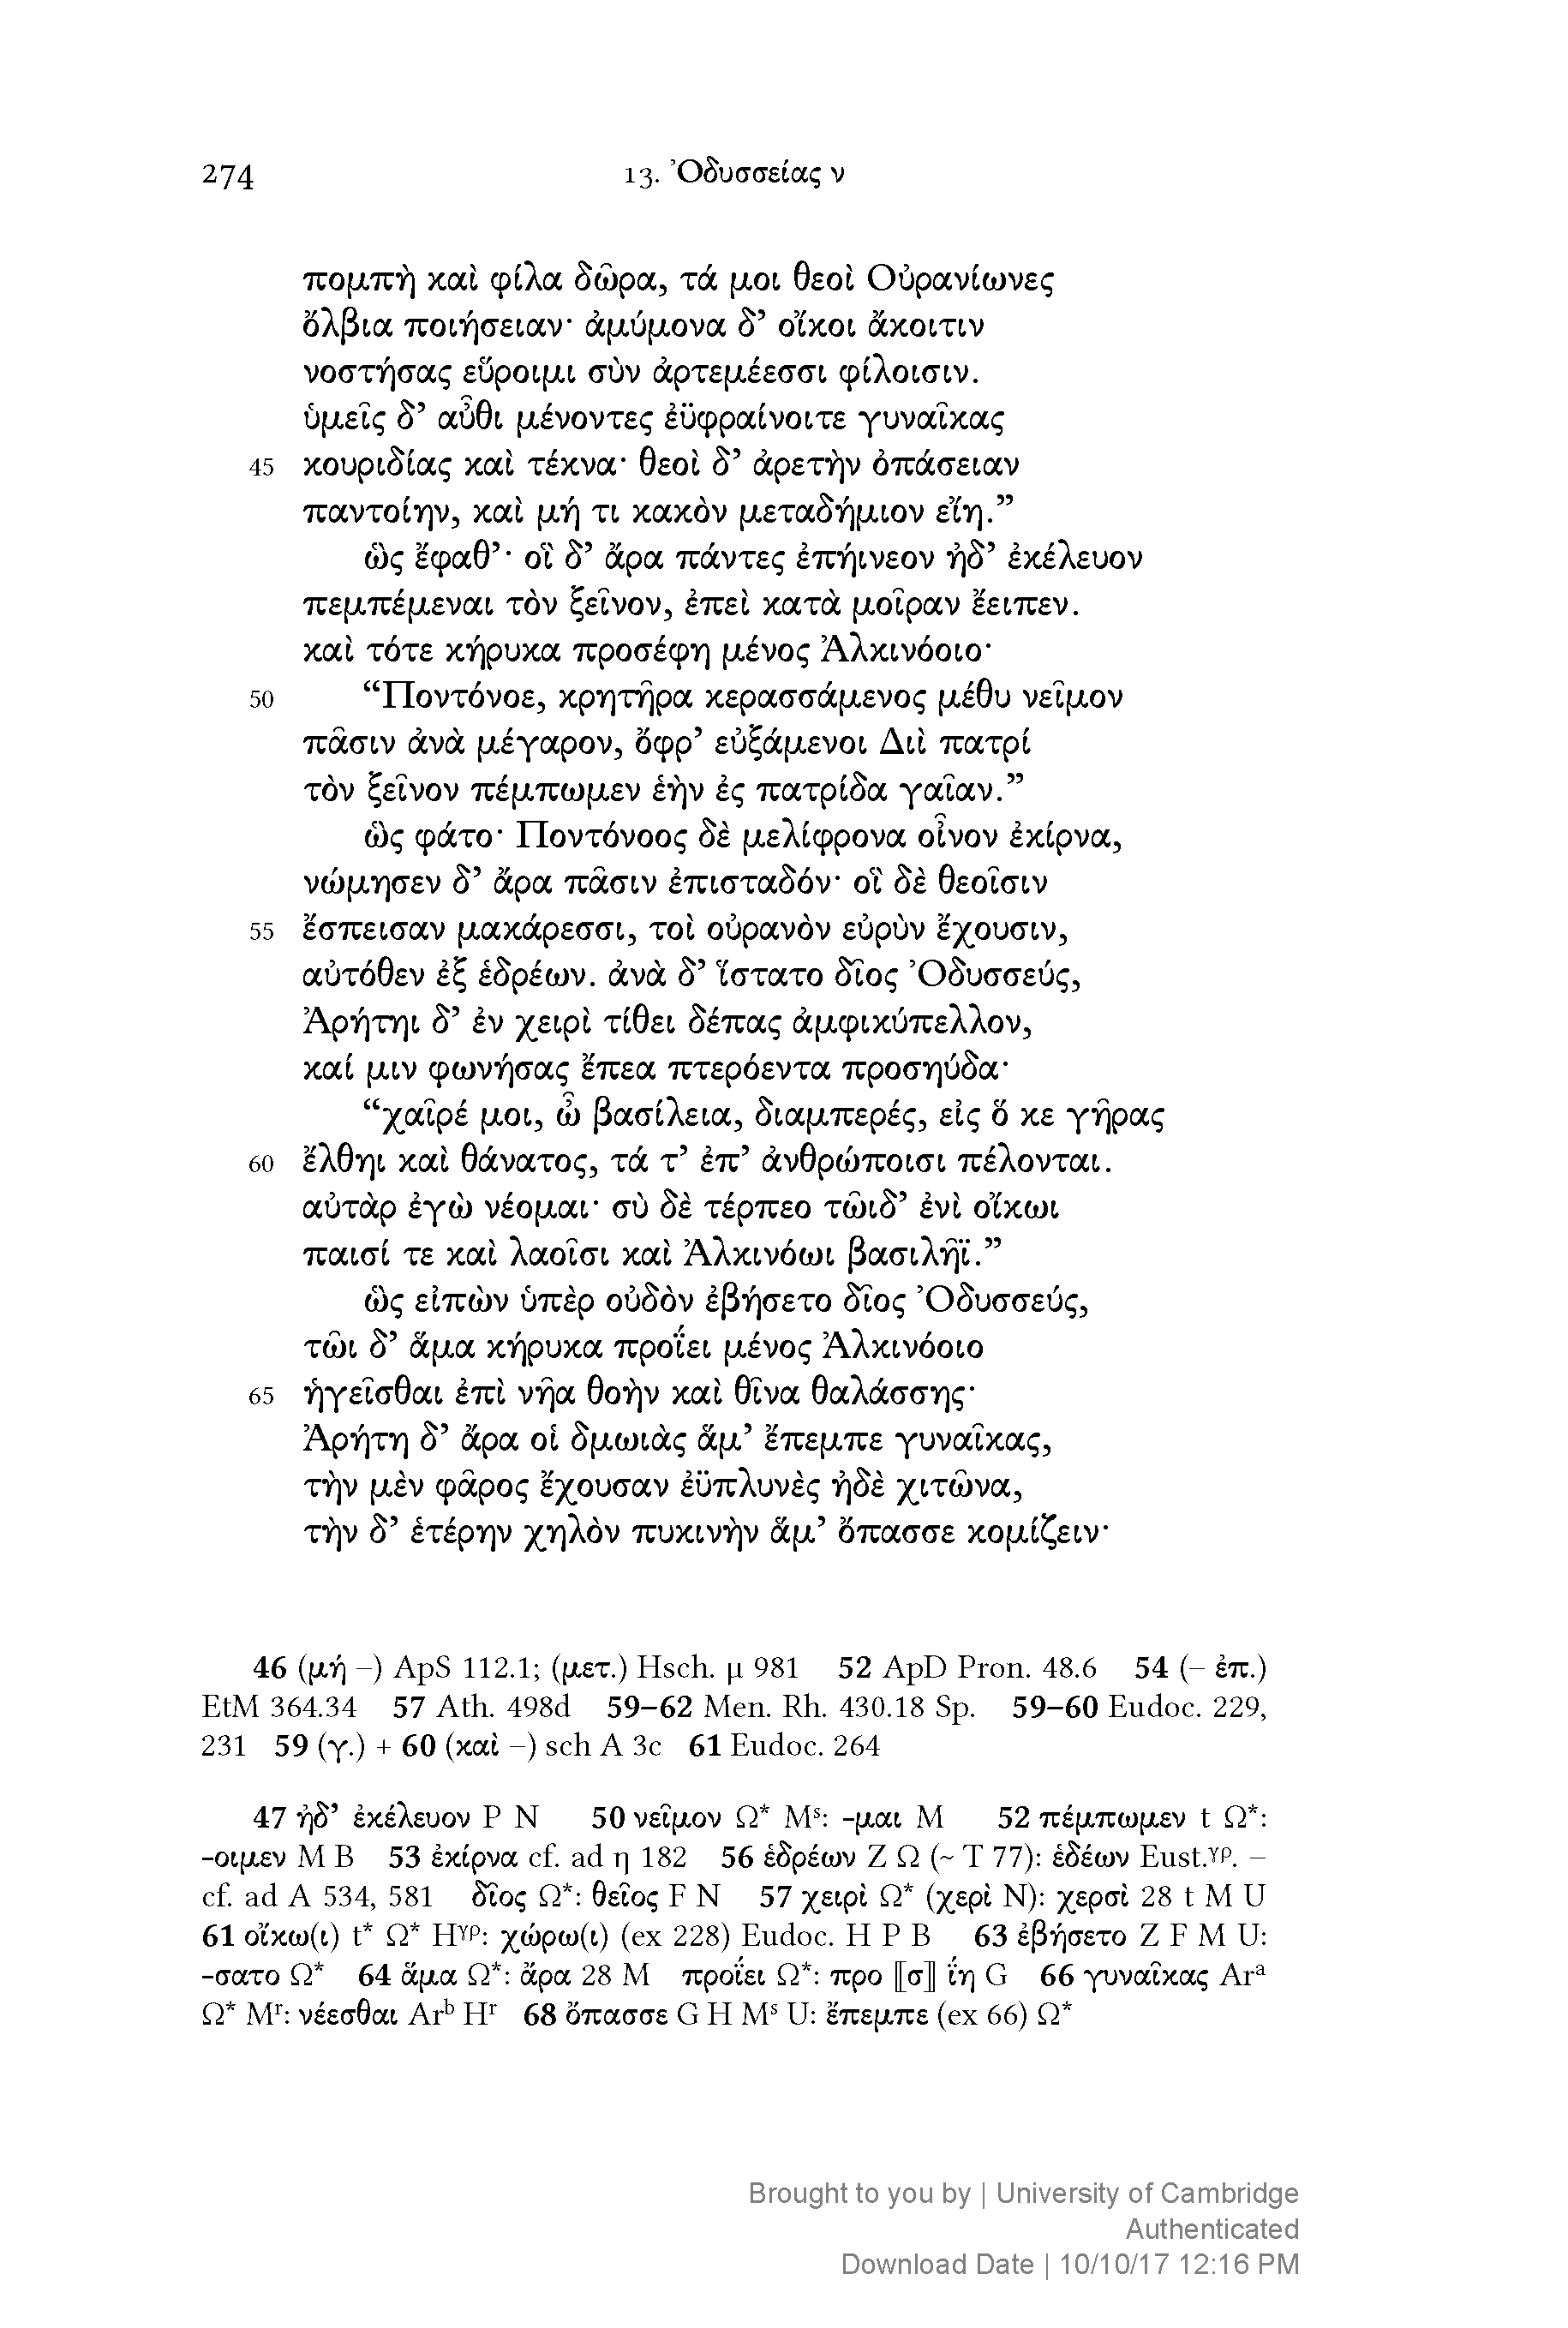 274
13. Ὀδυσσείας ν
πομπὴ καὶ φίλα δῶρα, τά μοι θεοὶ Οὐρανίωνες
ὄλβια ποιήσειαν· ἀμύμονα δ’ οἴκοι ἄκοιτιν
νοστήσας εὕροιμι σὺν ἀρτεμέεσσι φίλοισιν.
ὑμεῖς δ’ αὖθι μένοντες ἐϋφραίνοιτε γυναῖκας
45 κουριδίας καὶ τέκνα· θεοὶ δ’ ἀρετὴν ὀπάσειαν
παντοίην, καὶ μή τι κακὸν μεταδήμιον εἴη.”
ὣς ἔφαθ’· οἳ δ’ ἄρα πάντες ἐπήινεον ἠδ’ ἐκέλευον
πεμπέμεναι τὸν ξεῖνον, ἐπεὶ κατὰ μοῖραν ἔειπεν.
καὶ τότε κήρυκα προσέφη μένος Ἀλκινόοιο·
50 “Ποντόνοε, κρητῆρα κερασσάμενος μέθυ νεῖμον
πᾶσιν ἀνὰ μέγαρον, ὄφρ’ εὐξάμενοι Διὶ πατρί
τὸν ξεῖνον πέμπωμεν ἑὴν ἐς πατρίδα γαῖαν.”
ὣς φάτο· Ποντόνοος δὲ μελίφρονα οἶνον ἐκίρνα,
νώμησεν δ’ ἄρα πᾶσιν ἐπισταδόν· οἳ δὲ θεοῖσιν
55 ἔσπεισαν μακάρεσσι, τοὶ οὐρανὸν εὐρὺν ἔχουσιν,
αὐτόθεν ἐξ ἑδρέων. ἀνὰ δ’ ἵστατο δῖος Ὀδυσσεύς,
Ἀρήτηι δ’ ἐν χειρὶ τίθει δέπας ἀμφικύπελλον,
καί μιν φωνήσας ἔπεα πτερόεντα προσηύδα·
“χαῖρέ μοι, ὦ βασίλεια, διαμπερές, εἰς ὅ κε γῆρας
60 ἔλθηι καὶ θάνατος, τά τ’ ἐπ’ ἀνθρώποισι πέλονται.
αὐτὰρ ἐγὼ νέομαι· σὺ δὲ τέρπεο τῶιδ’ ἐνὶ οἴκωι
παισί τε καὶ λαοῖσι καὶ Ἀλκινόωι βασιλῆϊ.”
ὣς εἰπὼν ὑπὲρ οὐδὸν ἐβήσετο δῖος Ὀδυσσεύς,
τῶι δ’ ἅμα κήρυκα προΐει μένος Ἀλκινόοιο
65 ἡγεῖσθαι ἐπὶ νῆα θοὴν καὶ θῖνα θαλάσσης·
Ἀρήτη δ’ ἄρα οἱ δμωιὰς ἅμ’ ἔπεμπε γυναῖκας,
τὴν μὲν φᾶρος ἔχουσαν ἐϋπλυνὲς ἠδὲ χιτῶνα,
τὴν δ’ ἑτέρην χηλὸν πυκινὴν ἅμ’ ὄπασσε κομίζειν·
46 (μή –) ApS 112.1; (μετ.) Hsch. μ 981 52 ApD Pron. 48.6 54 (– ἐπ.)
EtM 364.34 57 Ath. 498d 59–62 Men. Rh. 430.18 Sp. 59–60 Eudoc. 229,
231 59 (γ.) + 60 (καὶ –) sch A 3c 61 Eudoc. 264
47 ἠδ’ ἐκέλευον P N 50 νεῖμον Ω* Mˢ: -μαι M 52 πέμπωμεν t Ω*:
-οιμεν M B 53 ἐκίρνα cf. ad η 182 56 ἑδρέων Z Ω (~ T 77): ἑδέων Eust.ᵞᵖ. –
cf. ad A 534, 581 δῖος Ω*: θεῖος F N 57 χειρὶ Ω* (χερὶ N): χερσὶ 28 t M U
61 οἴκω(ι) t* Ω* Hᵞᵖ: χώρω(ι) (ex 228) Eudoc. H P B 63 ἐβήσετο Z F M U:
-σατο Ω* 64 ἅμα Ω*: ἄρα 28 M προΐει Ω*: προ ⟦σ⟧ ΐη G 66 γυναῖκας Arᵃ
Ω* Mʳ: νέεσθαι Arᵇ Hʳ 68 ὄπασσε G H Mˢ U: ἔπεμπε (ex 66) Ω*
Brought to you by | University of Cambridge
Authenticated
Download Date | 10/10/17 12:16 PM